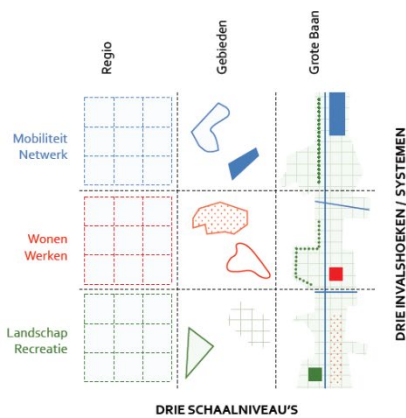 Regio
Gebieden
Grote Baan
Mobiliteit
Netwerk
Wonen
Werken
Landschap
Recreatie
DRIE INVALSHOEKEN / SYSTEMEN
DRIE SCHAALNIVEAU'S